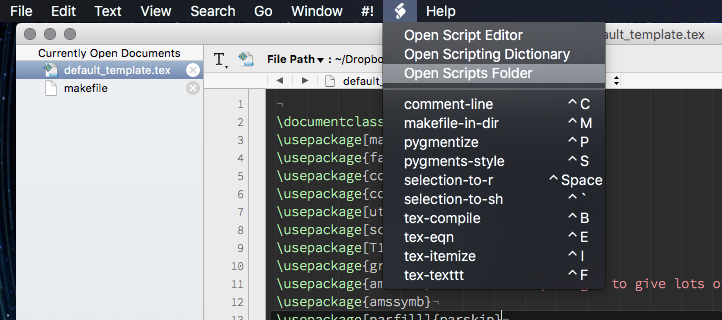 File Edit Text View Search Go Window #! Help
Open Script Editor
Open Scripting Dictionary
Open Scripts Folder
comment-line ^C
makefile-in-dir ^M
pygmentize ^P
pygments-style ^S
selection-to-r ^Space
selection-to-sh ^`
tex-compile ^B
tex-eqn ^E
tex-itemize ^I
tex-texttt ^F
default_template.tex
Currently Open Documents
default_template.tex
makefile
File Path : ~/Dropbo
default_
1 ¬
2 \documentclass
3 \usepackage[ma
4 \usepackage{fa
5 \usepackage{co
6 \usepackage{co
7 \usepackage[ut
8 \usepackage[sc
9 \usepackage[T1
10 \usepackage{gr
11 \usepackage{am to give lots o
12 \usepackage{amssymb}¬
13 \usepackage[parfill]{parskip}¬